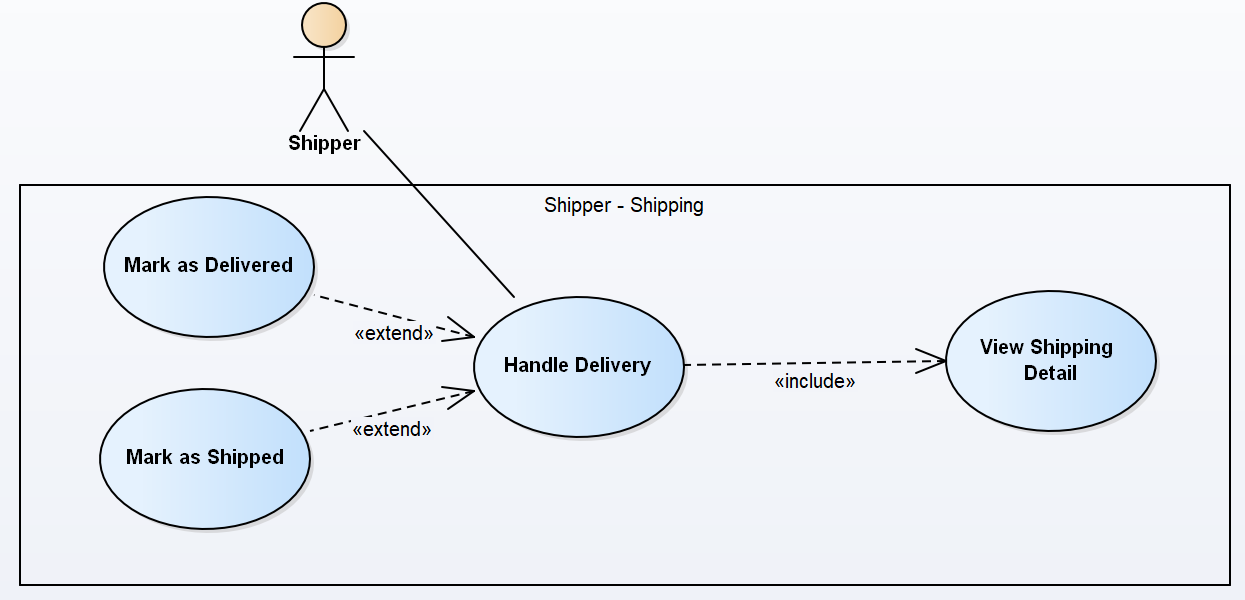 Shipper
Shipper - Shipping
Mark as Delivered
«extend»
Handle Delivery
View Shipping
Detail
«include»
«extend»
Mark as Shipped